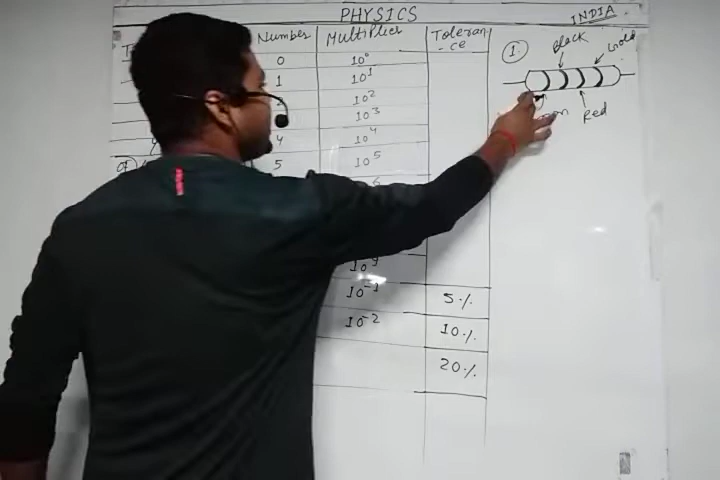 PHYSICS
INDIA
Number Multiplier Toleran
-ce
0 10⁰
1 10¹
10²
10³
4 10⁴
5 10⁵
6
10⁻¹ 5%
10⁻² 10%
20%
1 Black Gold
Red